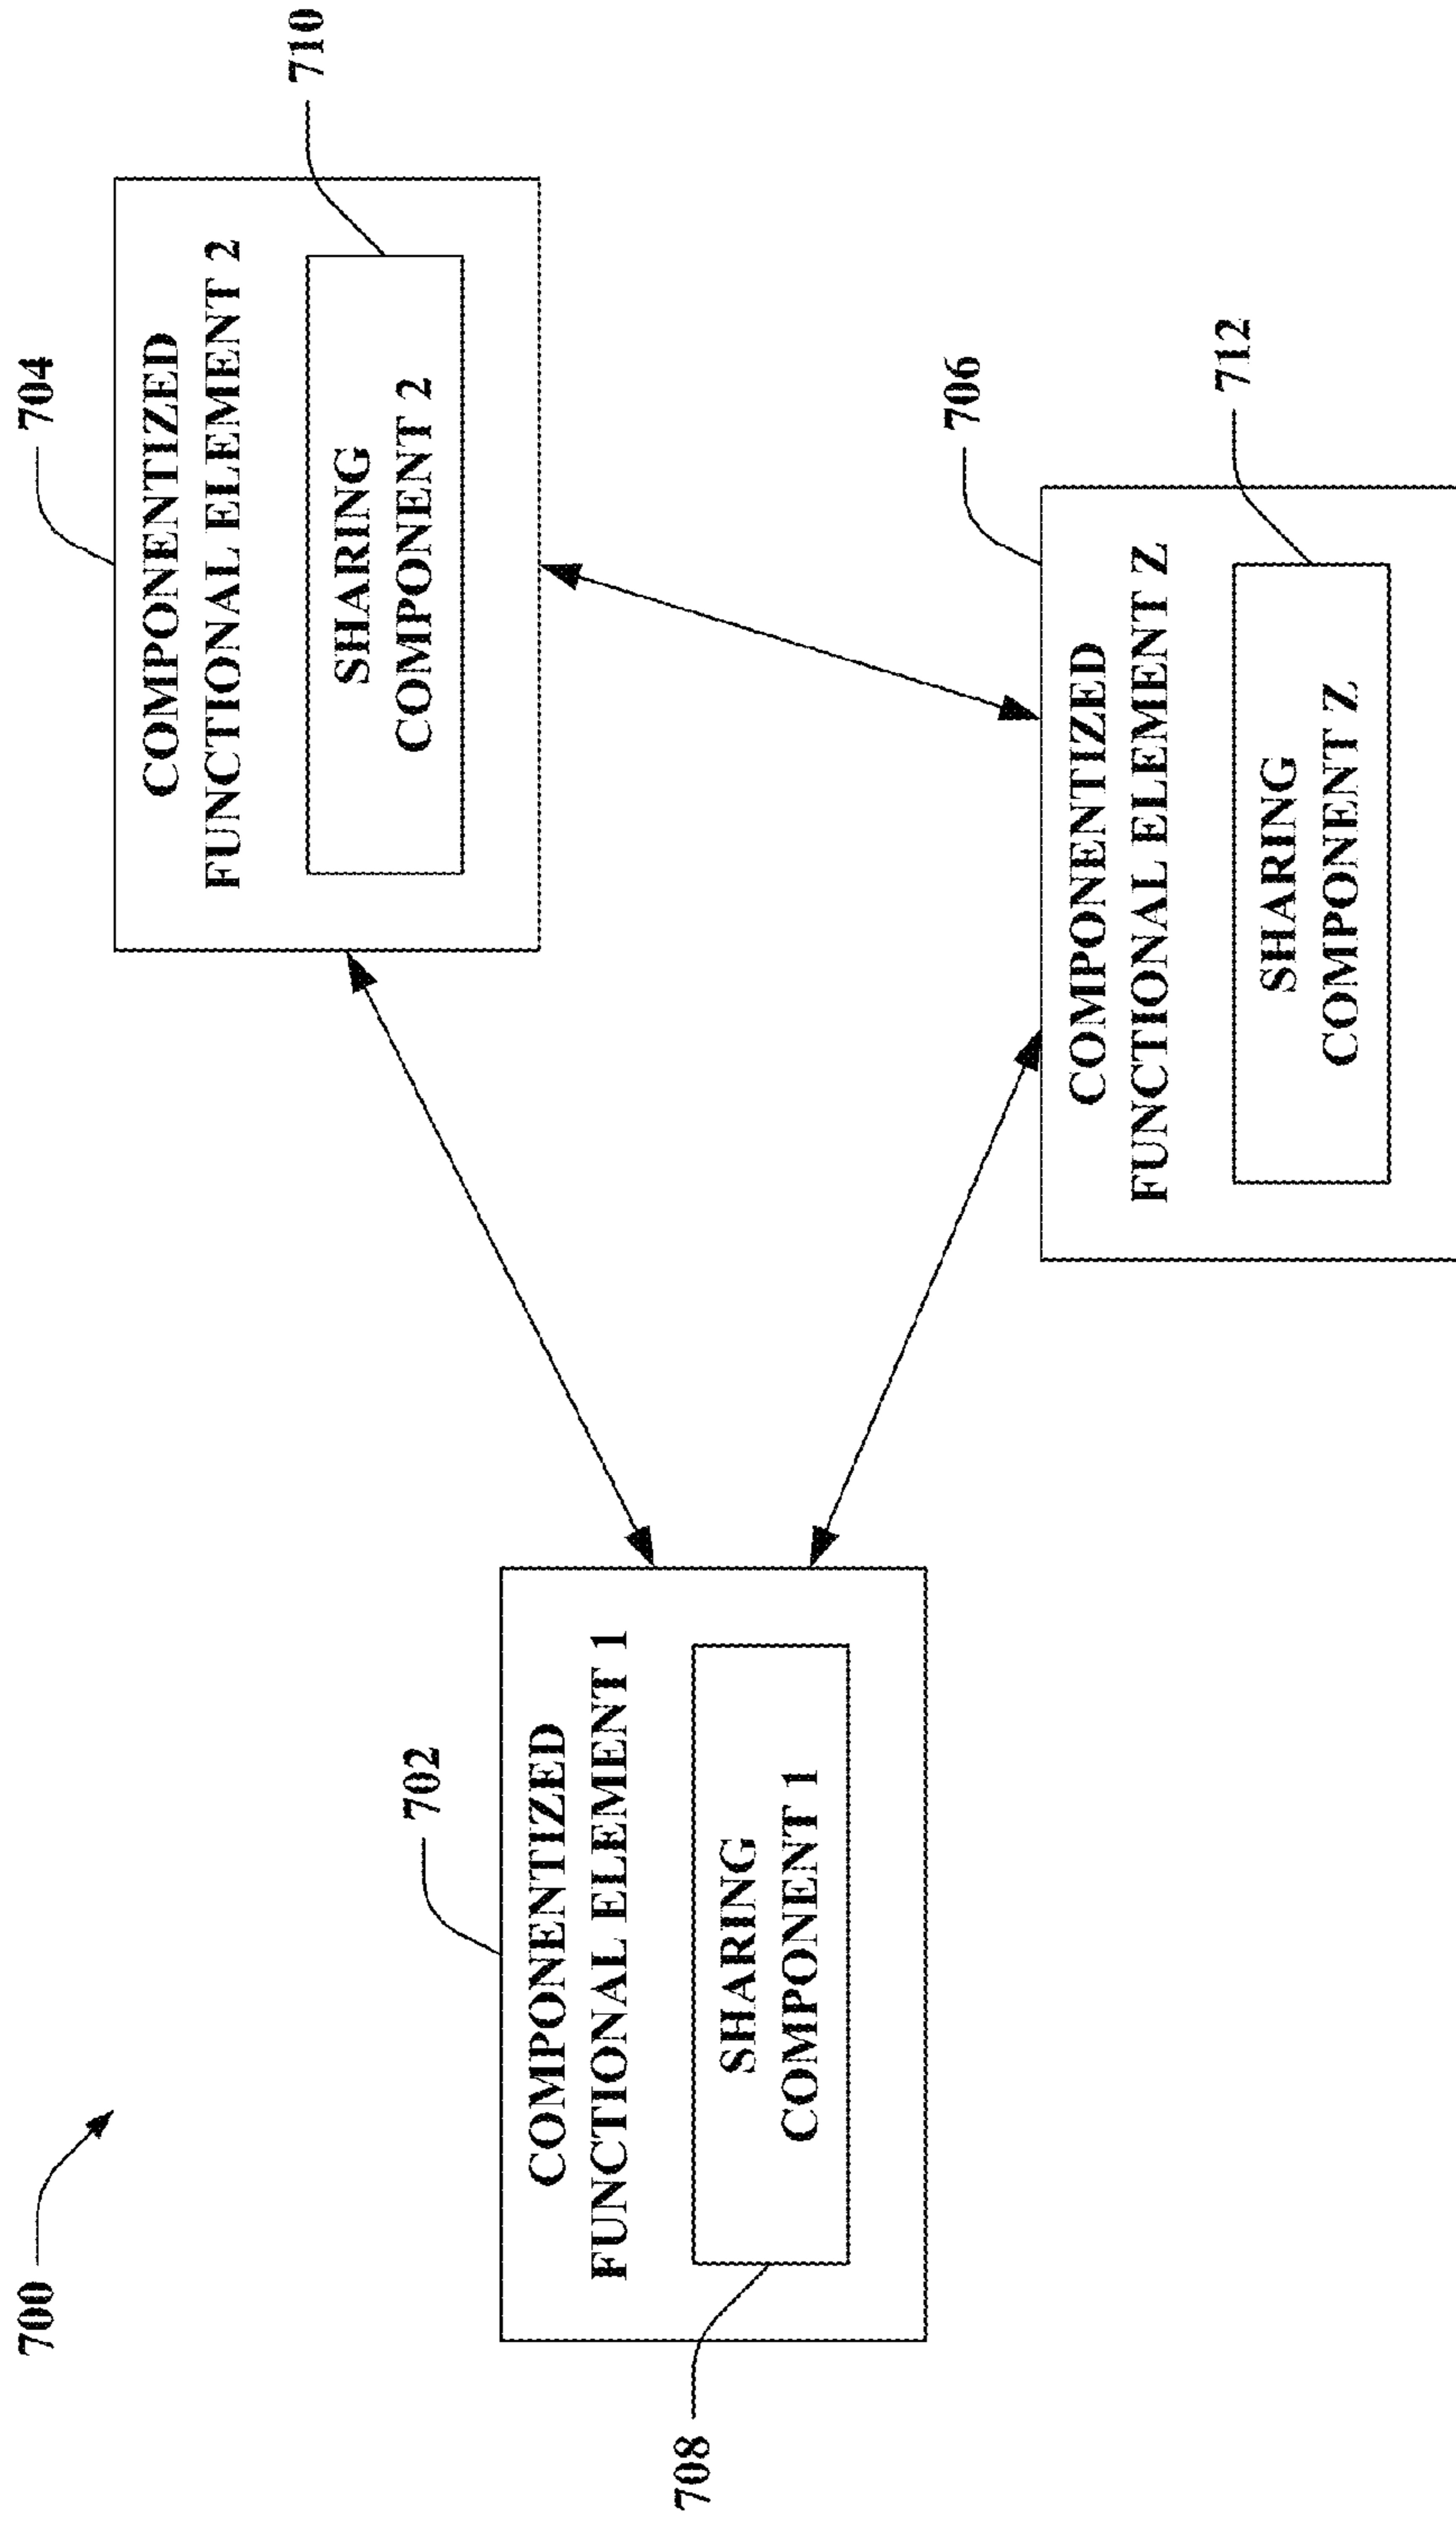 700
704
COMPONENTIZED
FUNCTIONAL ELEMENT 2
SHARING
COMPONENT 2
710
702
COMPONENTIZED
FUNCTIONAL ELEMENT 1
SHARING
COMPONENT 1
708
706
COMPONENTIZED
FUNCTIONAL ELEMENT Z
SHARING
COMPONENT Z
712